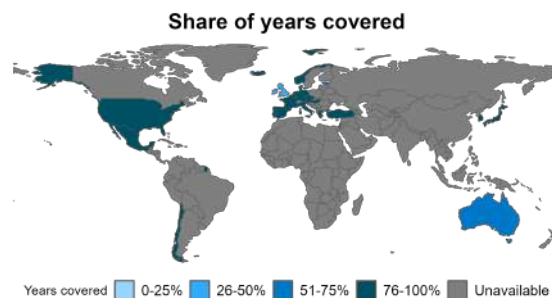 Share of years covered
Years covered 0-25% 26-50% 51-75% 76-100% Unavailable